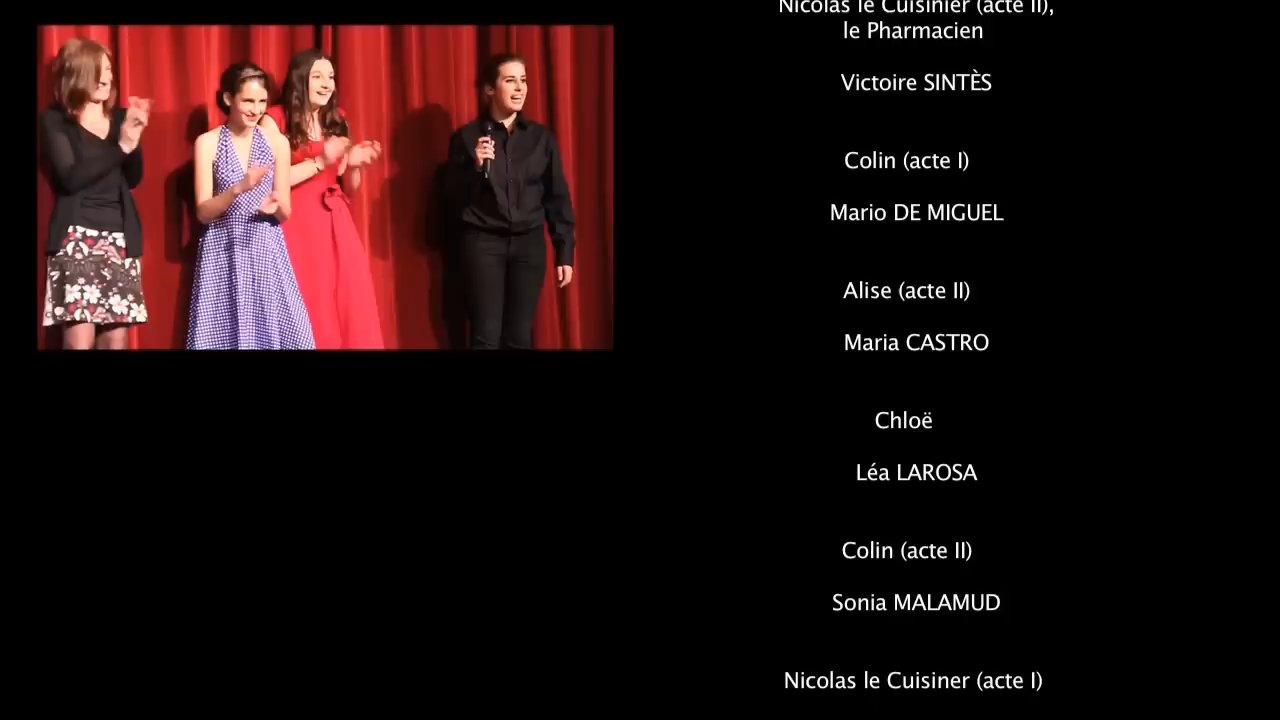 Nicolas le Cuisinier (acte II),
le Pharmacien
Victoire SINTÈS
Colin (acte I)
Mario DE MIGUEL
Alise (acte II)
Maria CASTRO
Chloë
Léa LAROSA
Colin (acte II)
Sonia MALAMUD
Nicolas le Cuisiner (acte I)